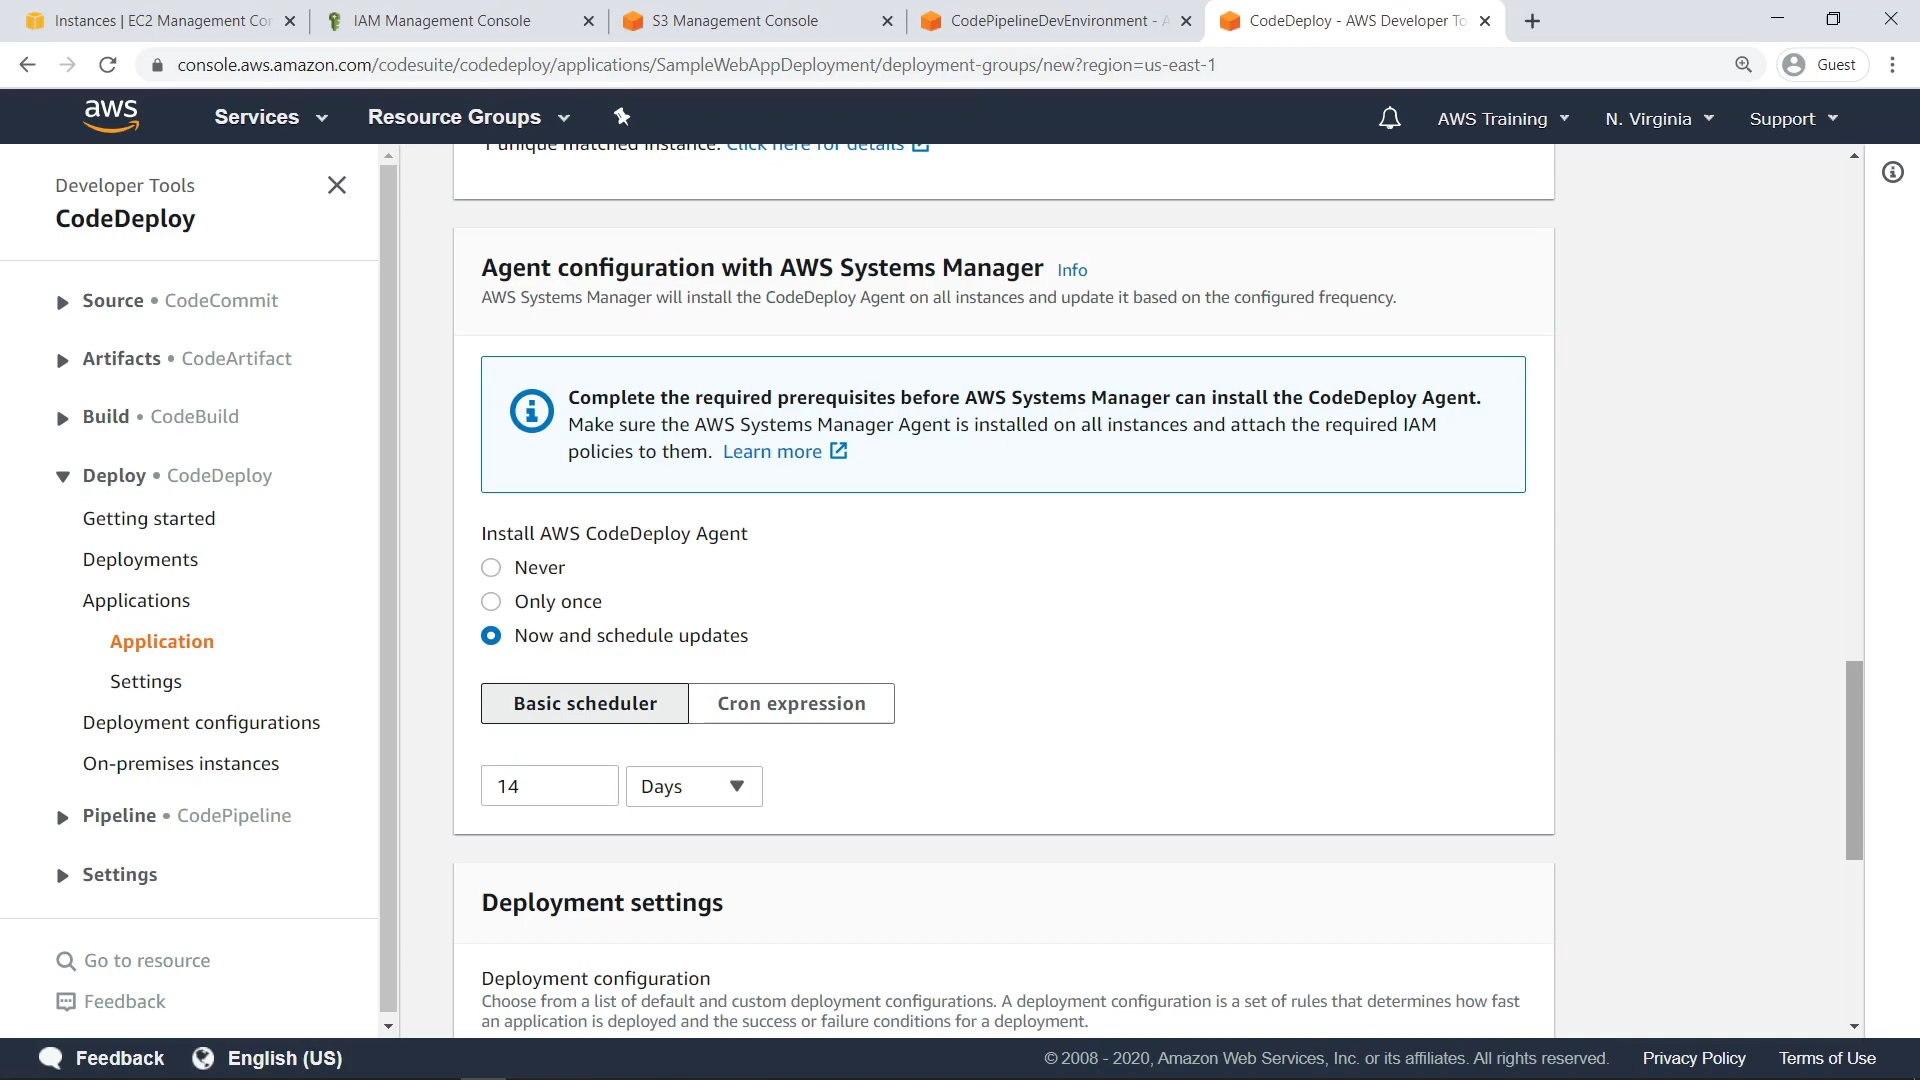 Instances | EC2 Management Con
IAM Management Console
S3 Management Console
CodePipelineDevEnvironment - A
CodeDeploy - AWS Developer To
console.aws.amazon.com/codesuite/codedeploy/applications/SampleWebAppDeployment/deployment-groups/new?region=us-east-1
Guest
aws
Services
Resource Groups
AWS Training
N. Virginia
Support
Developer Tools
CodeDeploy
Source • CodeCommit
Artifacts • CodeArtifact
Build • CodeBuild
Deploy • CodeDeploy
Getting started
Deployments
Applications
Application
Settings
Deployment configurations
On-premises instances
Pipeline • CodePipeline
Settings
Go to resource
Feedback
1 unique matched instance. Click here for details
Agent configuration with AWS Systems Manager Info
AWS Systems Manager will install the CodeDeploy Agent on all instances and update it based on the configured frequency.
Complete the required prerequisites before AWS Systems Manager can install the CodeDeploy Agent.
Make sure the AWS Systems Manager Agent is installed on all instances and attach the required IAM
policies to them. Learn more
Install AWS CodeDeploy Agent
Never
Only once
Now and schedule updates
Basic scheduler
Cron expression
14
Days
Deployment settings
Deployment configuration
Choose from a list of default and custom deployment configurations. A deployment configuration is a set of rules that determines how fast
an application is deployed and the success or failure conditions for a deployment.
Feedback
English (US)
© 2008 - 2020, Amazon Web Services, Inc. or its affiliates. All rights reserved.
Privacy Policy
Terms of Use